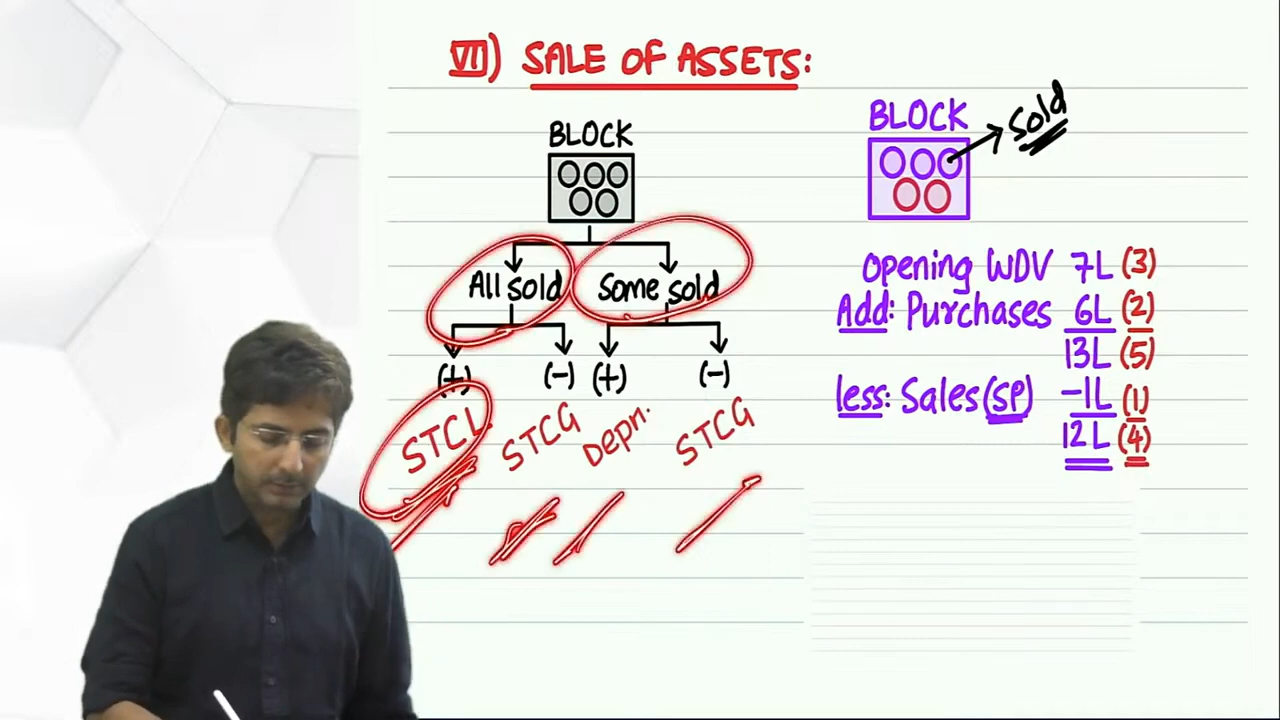 VI) SALE OF ASSETS:
BLOCK
All sold Some sold
(+) (-) (+) (-)
STCL STCG Depn. STCG
BLOCK
Sold
Opening WDV 7L (3)
Add: Purchases 6L (2)
13L (5)
less: Sales (SP) -1L (1)
12L (4)